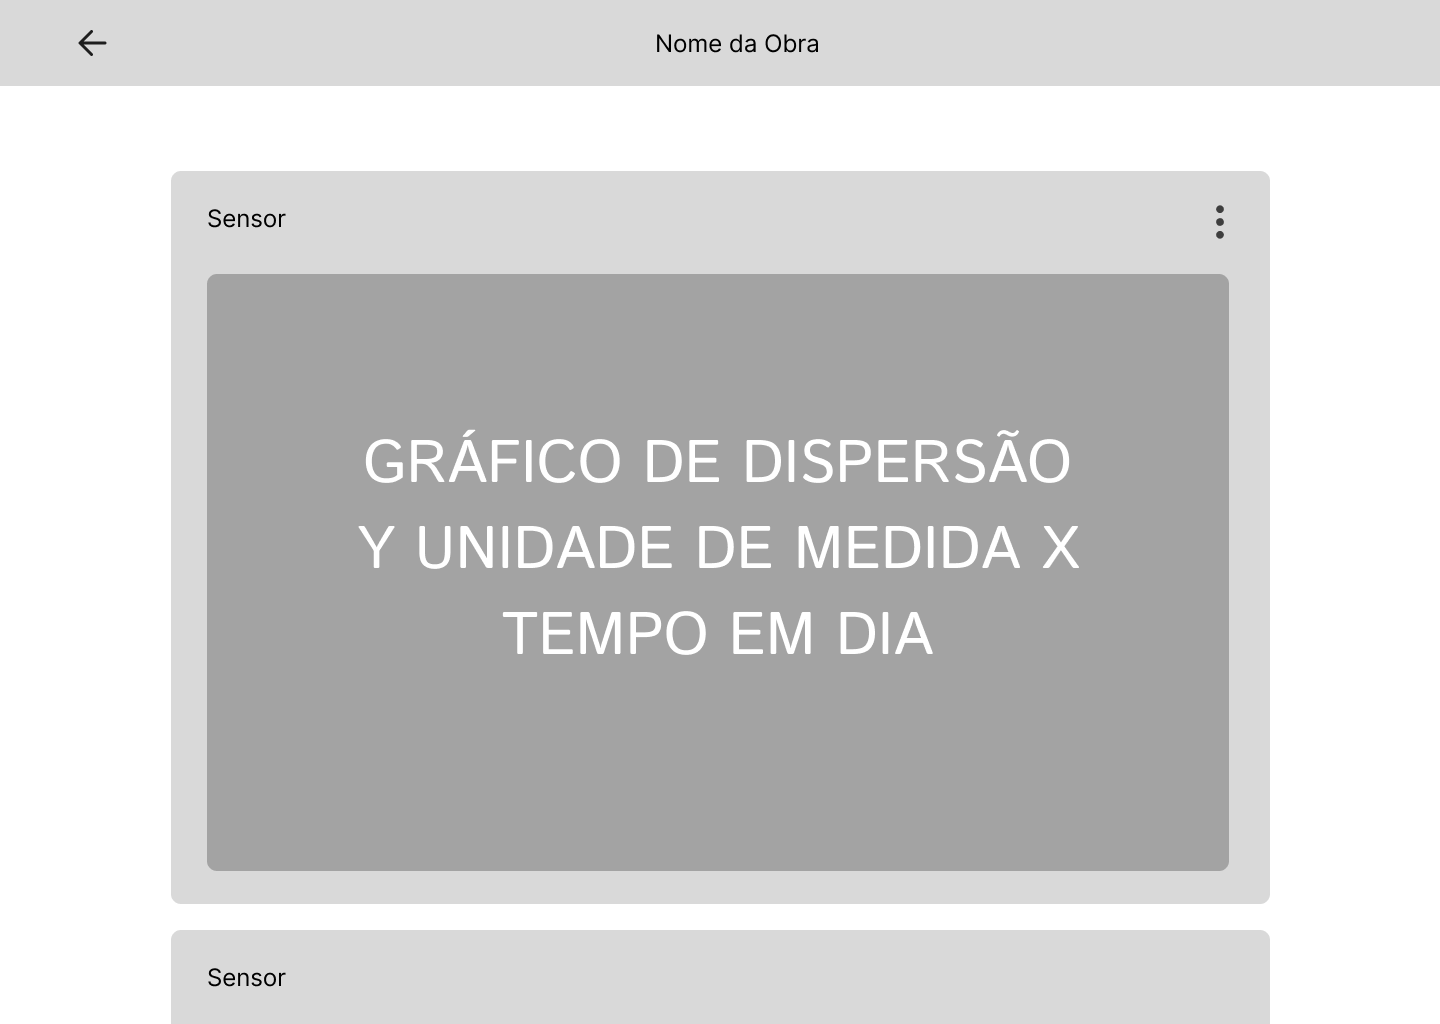 Nome da Obra
Sensor
GRÁFICO DE DISPERSÃO
Y UNIDADE DE MEDIDA X
TEMPO EM DIA
Sensor